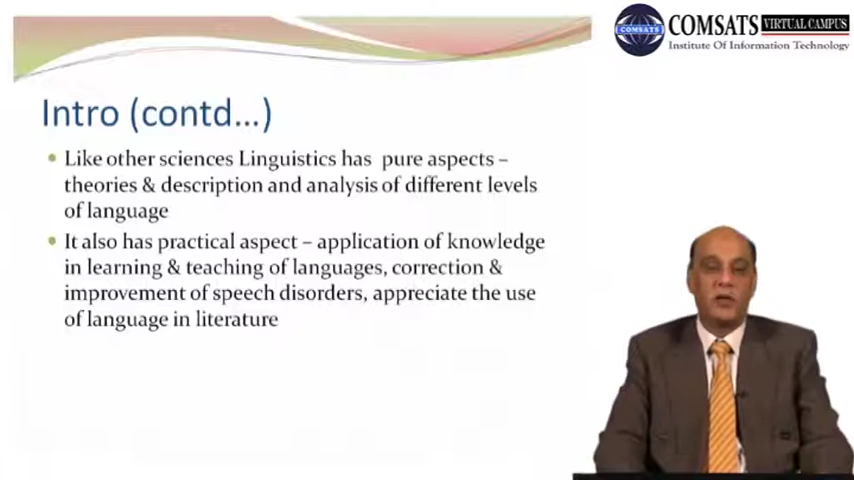 COMSATS VIRTUAL CAMPUS
COMSATS
Institute Of Information Technology
Intro (contd...)
Like other sciences Linguistics has pure aspects –
theories & description and analysis of different levels
of language
It also has practical aspect – application of knowledge
in learning & teaching of languages, correction &
improvement of speech disorders, appreciate the use
of language in literature